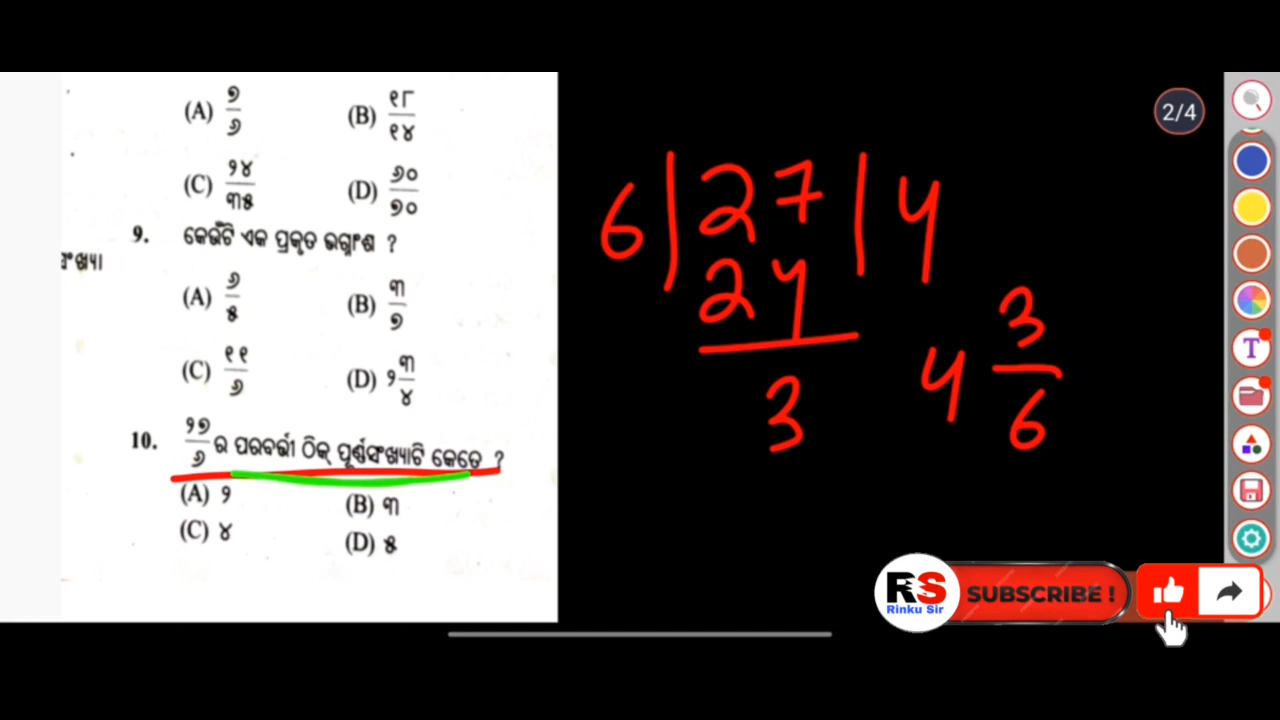 (A) ୭/୬ (B) ୧୮/୧୪
(C) ୨୪/୩୫ (D) ୬୦/୭୦
9. କେଉଁଟି ଏକ ପ୍ରକୃତ ଭଗ୍ନାଂଶ ?
ସଂଖ୍ୟା
(A) ୬/୫ (B) ୩/୭
(C) ୧୧/୬ (D) ୨ ୩/୪
10. ୨୭/୬ ର ପରବର୍ତ୍ତୀ ଠିକ୍ ପୂର୍ଣ୍ଣସଂଖ୍ୟାଟି କେତେ ?
(A) ୨ (B) ୩
(C) ୪ (D) ୫
2/4
6 | 27 | 4
24
3
4 3/6
T
RS
Rinku Sir
SUBSCRIBE !